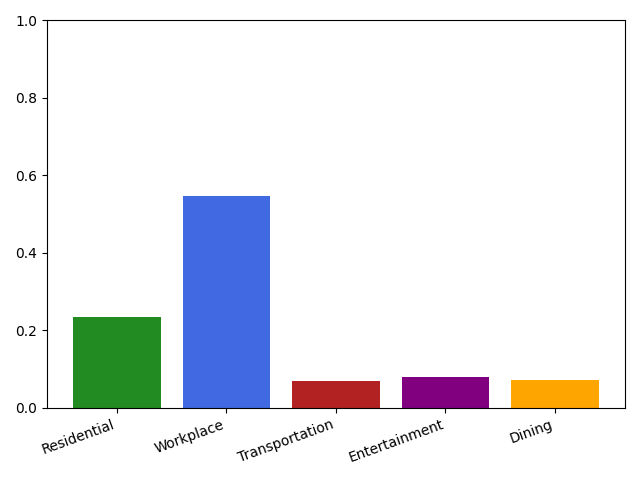 1.0
0.8
0.6
0.4
0.2
0.0
Residential
Workplace
Transportation
Entertainment
Dining